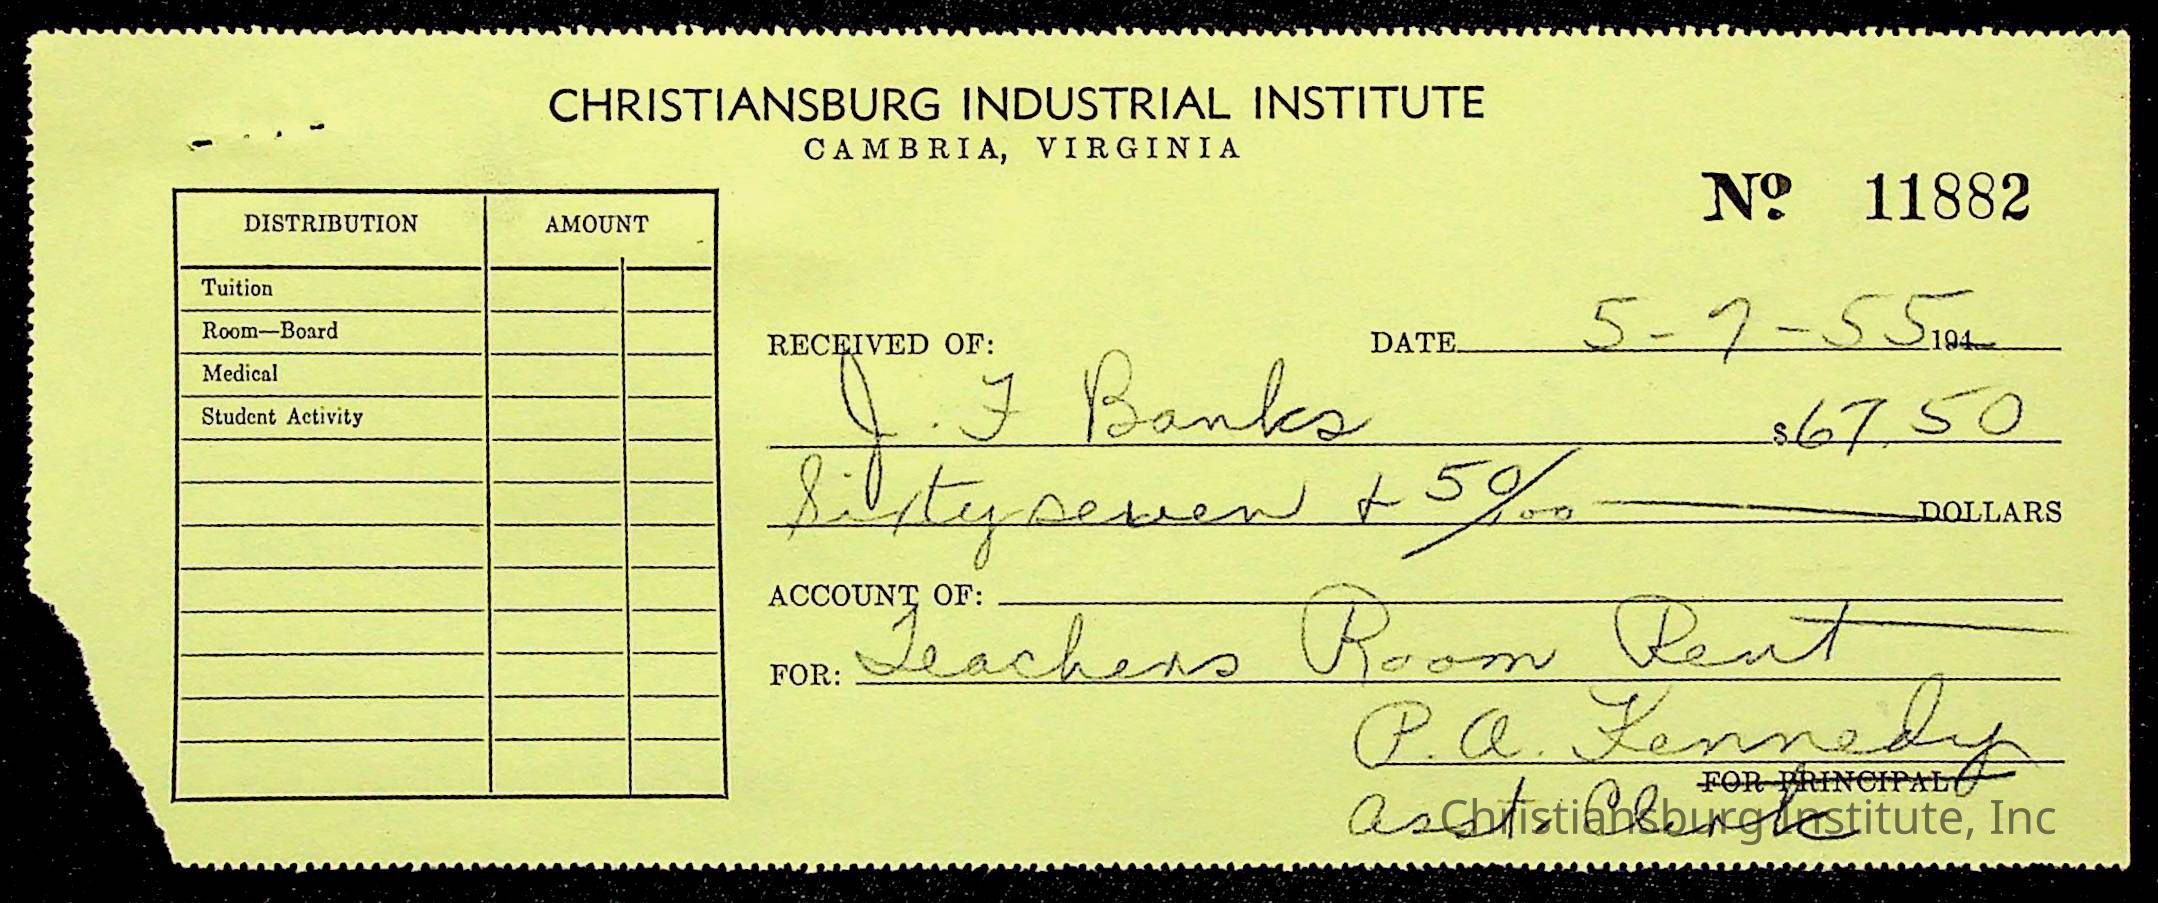 CHRISTIANSBURG INDUSTRIAL INSTITUTE
CAMBRIA, VIRGINIA
Nº 11882
DISTRIBUTION AMOUNT
Tuition
Room—Board
Medical
Student Activity
RECEIVED OF: DATE 5-7-55 194
J. F Banks $67.50
Sixty seven + 50/100 DOLLARS
ACCOUNT OF:
FOR: Teachers Room Rent
P. A. Kennedy
FOR PRINCIPAL
Asst. Clerk
Christiansburg Institute, Inc